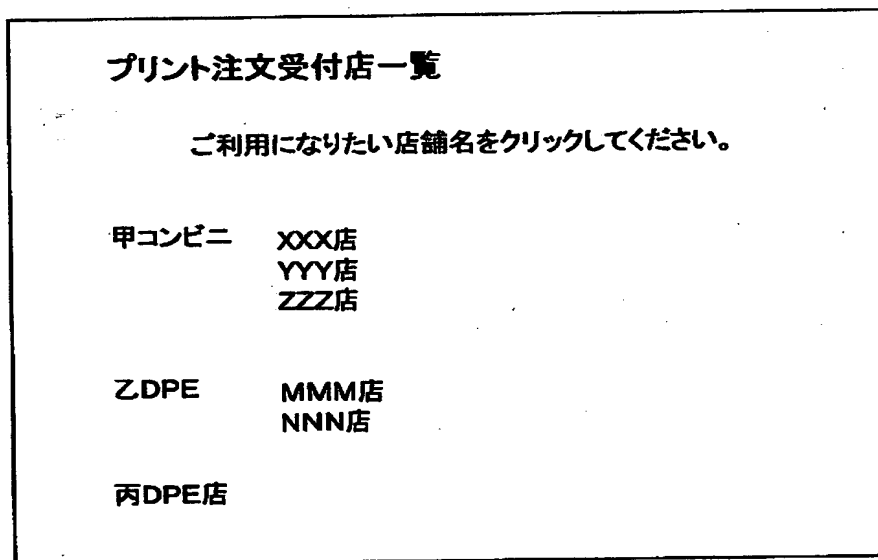 プリント注文受付店一覧
ご利用になりたい店舗名をクリックしてください。
甲コンビニ XXX店
YYY店
ZZZ店
乙DPE MMM店
NNN店
丙DPE店